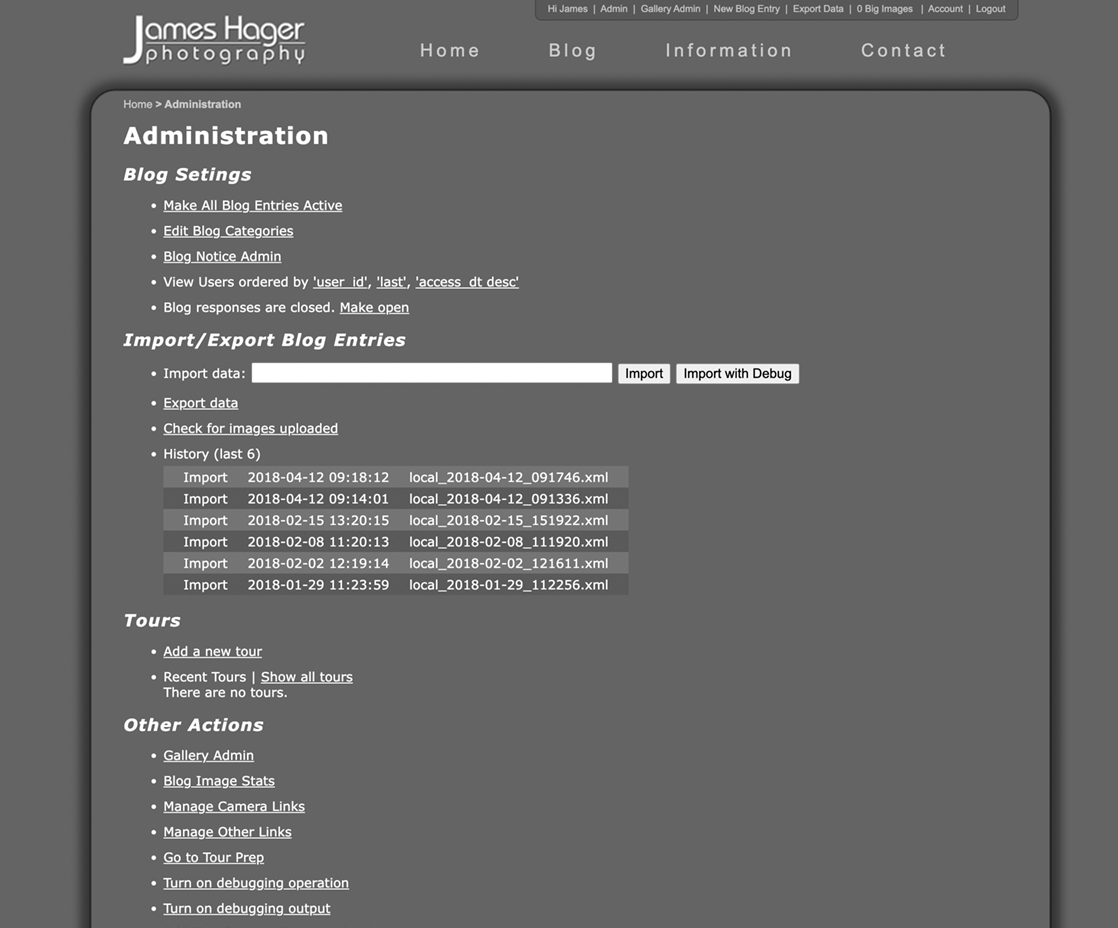 Hi James | Admin | Gallery Admin | New Blog Entry | Export Data | 0 Big Images | Account | Logout
James Hager
photography
Home Blog Information Contact
Home > Administration
Administration
Blog Setings
• Make All Blog Entries Active
• Edit Blog Categories
• Blog Notice Admin
• View Users ordered by 'user_id', 'last', 'access_dt desc'
• Blog responses are closed. Make open
Import/Export Blog Entries
• Import data: Import Import with Debug
• Export data
• Check for images uploaded
• History (last 6)
Import 2018-04-12 09:18:12 local_2018-04-12_091746.xml
Import 2018-04-12 09:14:01 local_2018-04-12_091336.xml
Import 2018-02-15 13:20:15 local_2018-02-15_151922.xml
Import 2018-02-08 11:20:13 local_2018-02-08_111920.xml
Import 2018-02-02 12:19:14 local_2018-02-02_121611.xml
Import 2018-01-29 11:23:59 local_2018-01-29_112256.xml
Tours
• Add a new tour
• Recent Tours | Show all tours
There are no tours.
Other Actions
• Gallery Admin
• Blog Image Stats
• Manage Camera Links
• Manage Other Links
• Go to Tour Prep
• Turn on debugging operation
• Turn on debugging output